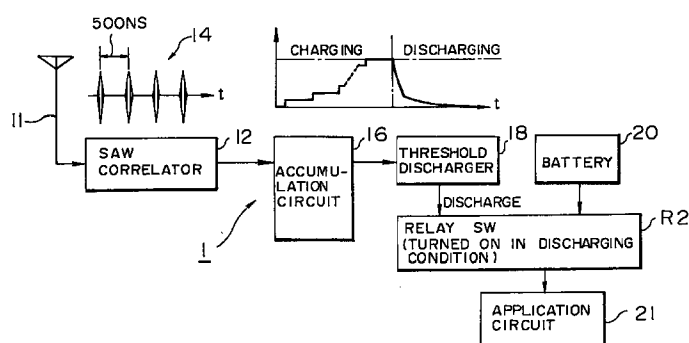 500NS
14
t
CHARGING
DISCHARGING
t
11
12
SAW
CORRELATOR
16
ACCUMU-
LATION
CIRCUIT
18
THRESHOLD
DISCHARGER
20
BATTERY
DISCHARGE
1
R2
RELAY SW
(TURNED ON IN DISCHARGING
CONDITION)
APPLICATION
CIRCUIT
21